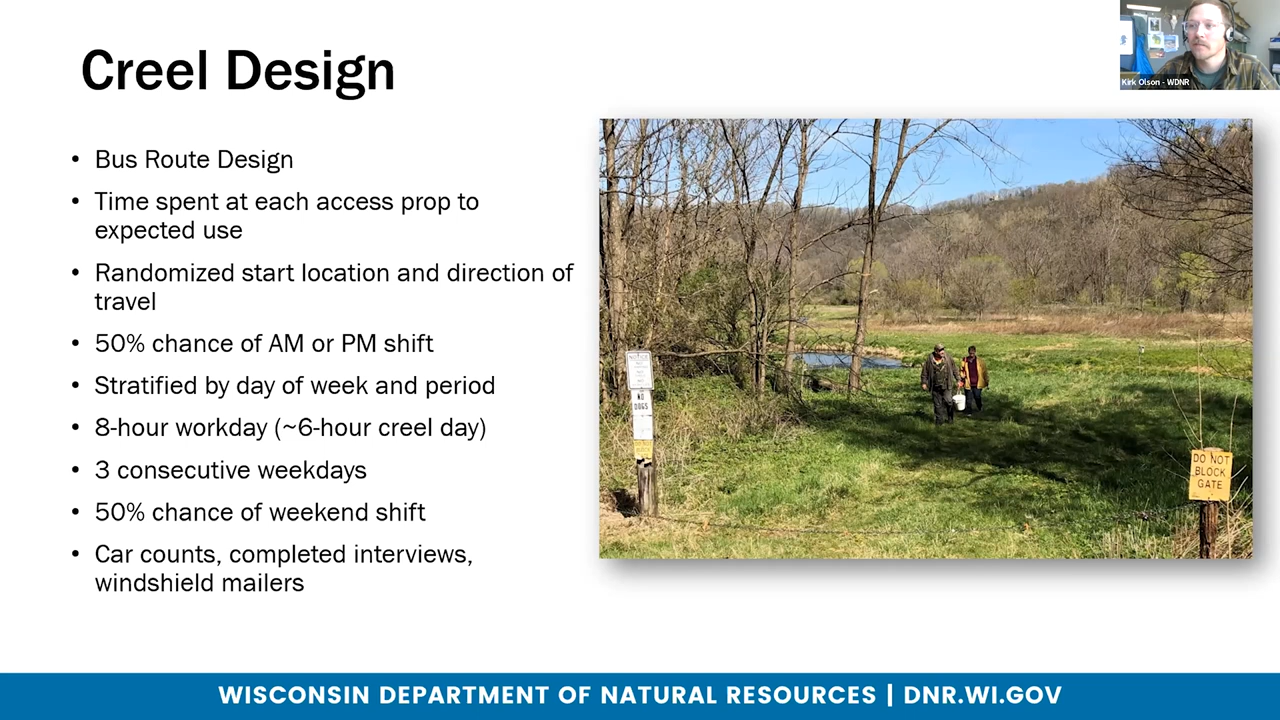 Creel Design
Kirk Olson - WDNR
• Bus Route Design
• Time spent at each access prop to
expected use
• Randomized start location and direction of
travel
• 50% chance of AM or PM shift
• Stratified by day of week and period
• 8-hour workday (~6-hour creel day)
• 3 consecutive weekdays
• 50% chance of weekend shift
• Car counts, completed interviews,
windshield mailers
NO
DOGS
DO NOT
BLOCK
GATE
WISCONSIN DEPARTMENT OF NATURAL RESOURCES | DNR.WI.GOV